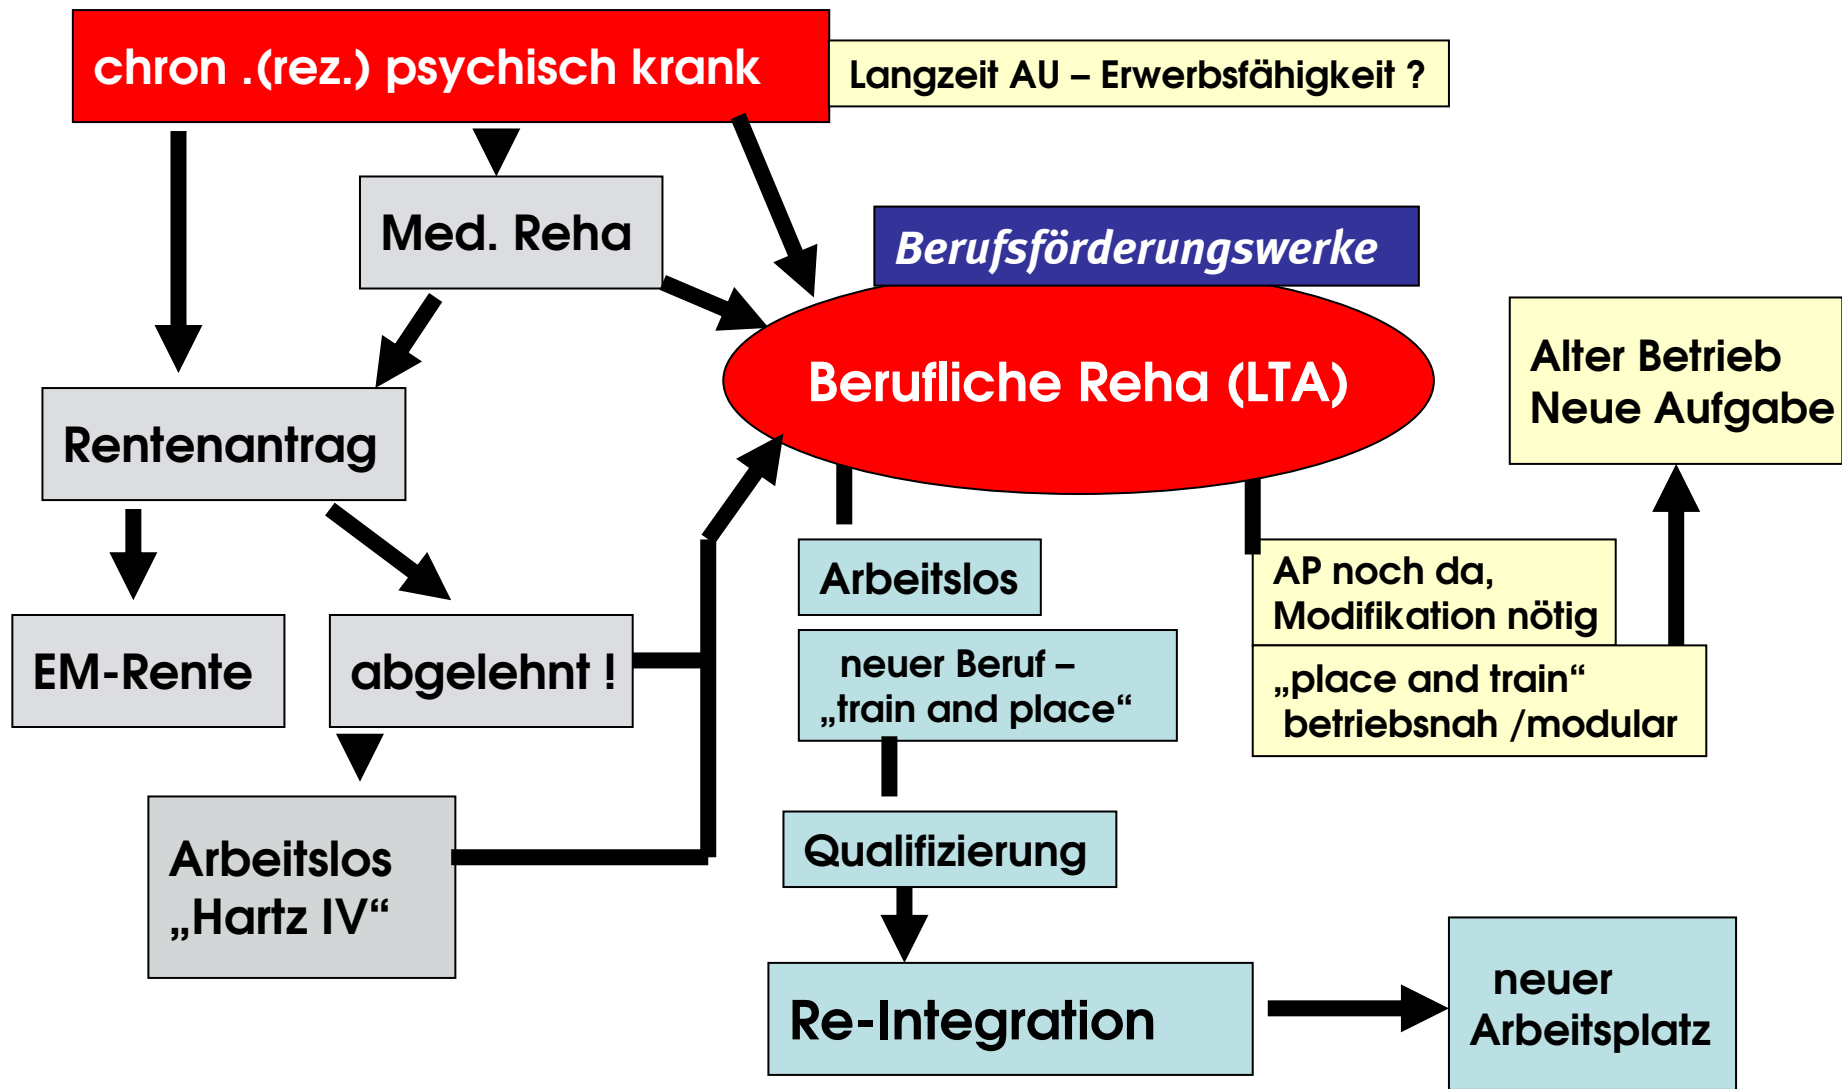 chron .(rez.) psychisch krank
Langzeit AU – Erwerbsfähigkeit ?
Med. Reha
Berufsförderungswerke
Berufliche Reha (LTA)
Alter Betrieb
Neue Aufgabe
Rentenantrag
EM-Rente
abgelehnt !
Arbeitslos
„Hartz IV“
Arbeitslos
neuer Beruf –
„train and place“
AP noch da,
Modifikation nötig
„place and train“
betriebsnah /modular
Qualifizierung
Re-Integration
neuer
Arbeitsplatz